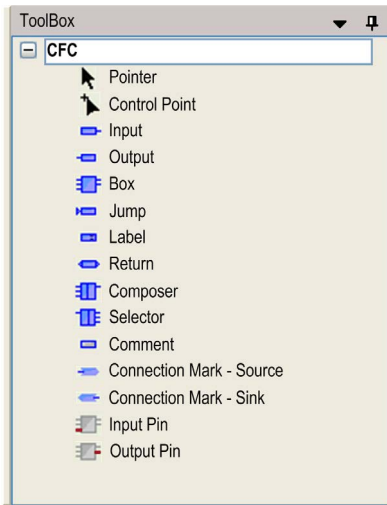 ToolBox
CFC
Pointer
Control Point
Input
Output
Box
Jump
Label
Return
Composer
Selector
Comment
Connection Mark - Source
Connection Mark - Sink
Input Pin
Output Pin